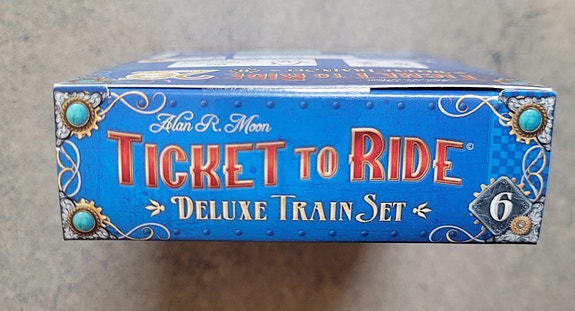 Alan R. Moon
TICKET TO RIDE©
DELUXE TRAIN SET
6